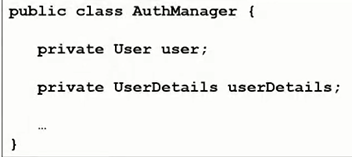 public class AuthManager {
private User user;
private UserDetails userDetails;
…
}